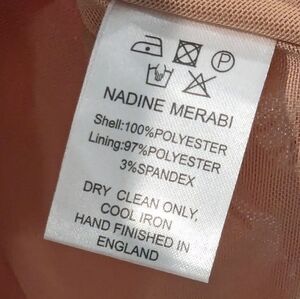 P
NADINE MERABI
Shell:100%POLYESTER
Lining:97%POLYESTER
3%SPANDEX
DRY CLEAN ONLY,
COOL IRON
HAND FINISHED IN
ENGLAND